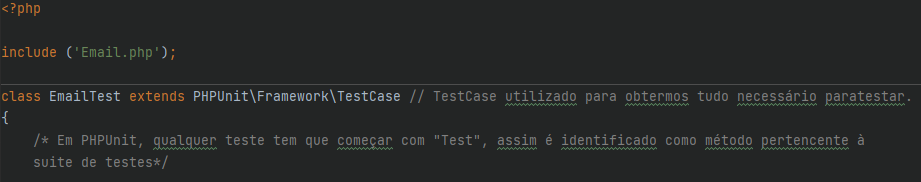 <?php
include ('Email.php');
class EmailTest extends PHPUnit\Framework\TestCase // TestCase utilizado para obtermos tudo necessário paratestar.
{
/* Em PHPUnit, qualquer teste tem que começar com "Test", assim é identificado como método pertencente à
suite de testes*/